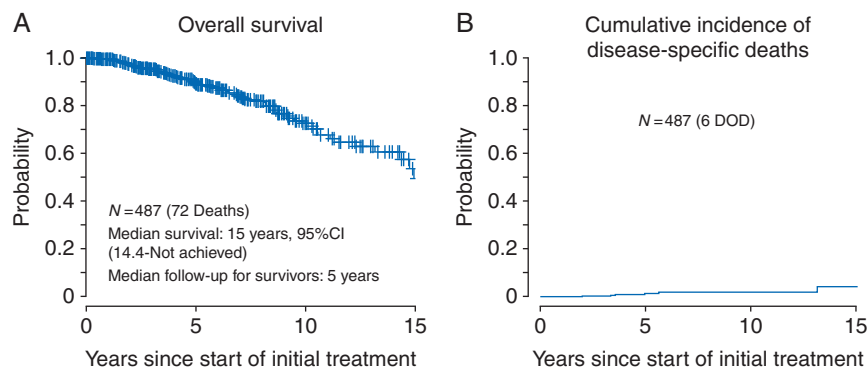 A
Overall survival
Probability
1.0
0.8
0.6
0.4
0.2
0
N=487 (72 Deaths)
Median survival: 15 years, 95%CI
(14.4-Not achieved)
Median follow-up for survivors: 5 years
0 5 10 15
Years since start of initial treatment
B
Cumulative incidence of
disease-specific deaths
Probability
1.0
0.8
0.6
0.4
0.2
0
N=487 (6 DOD)
0 5 10 15
Years since start of initial treatment